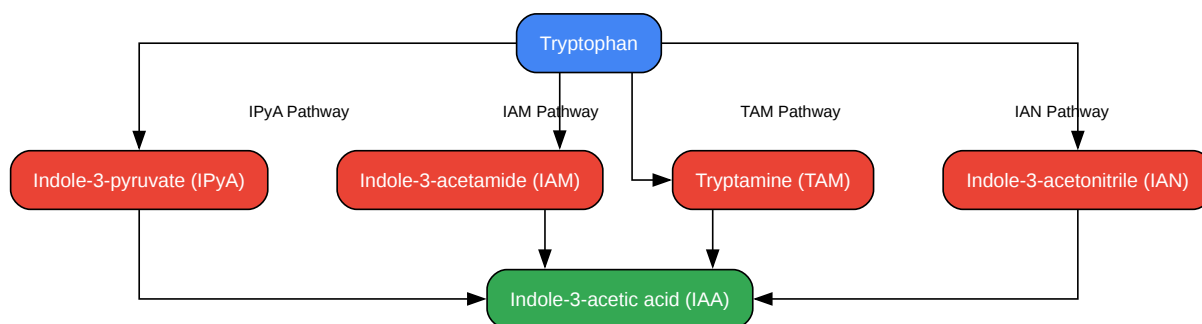 Tryptophan
IPyA Pathway
IAM Pathway
TAM Pathway
IAN Pathway
Indole-3-pyruvate (IPyA)
Indole-3-acetamide (IAM)
Tryptamine (TAM)
Indole-3-acetonitrile (IAN)
Indole-3-acetic acid (IAA)